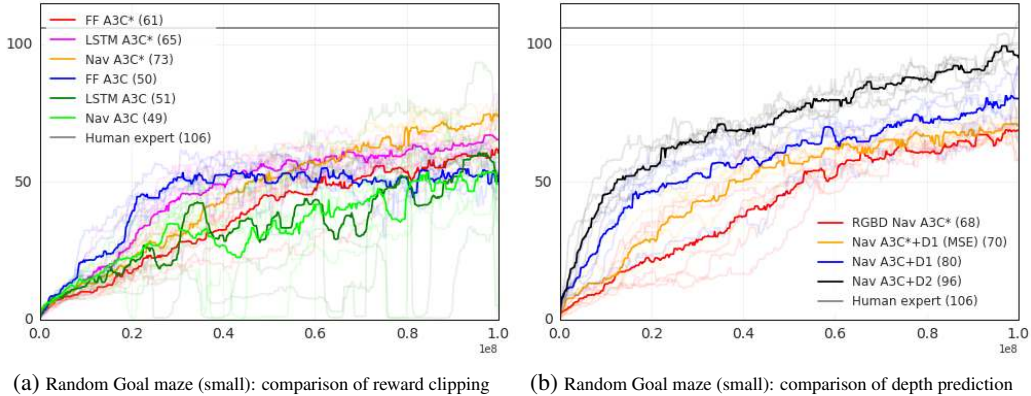 FF A3C* (61)
LSTM A3C* (65)
Nav A3C* (73)
FF A3C (50)
LSTM A3C (51)
Nav A3C (49)
Human expert (106)
100
50
0
0.0 0.2 0.4 0.6 0.8 1.0
1e8
(a) Random Goal maze (small): comparison of reward clipping
100
50
0
RGBD Nav A3C* (68)
Nav A3C*+D1 (MSE) (70)
Nav A3C+D1 (80)
Nav A3C+D2 (96)
Human expert (106)
0.0 0.2 0.4 0.6 0.8 1.0
1e8
(b) Random Goal maze (small): comparison of depth prediction